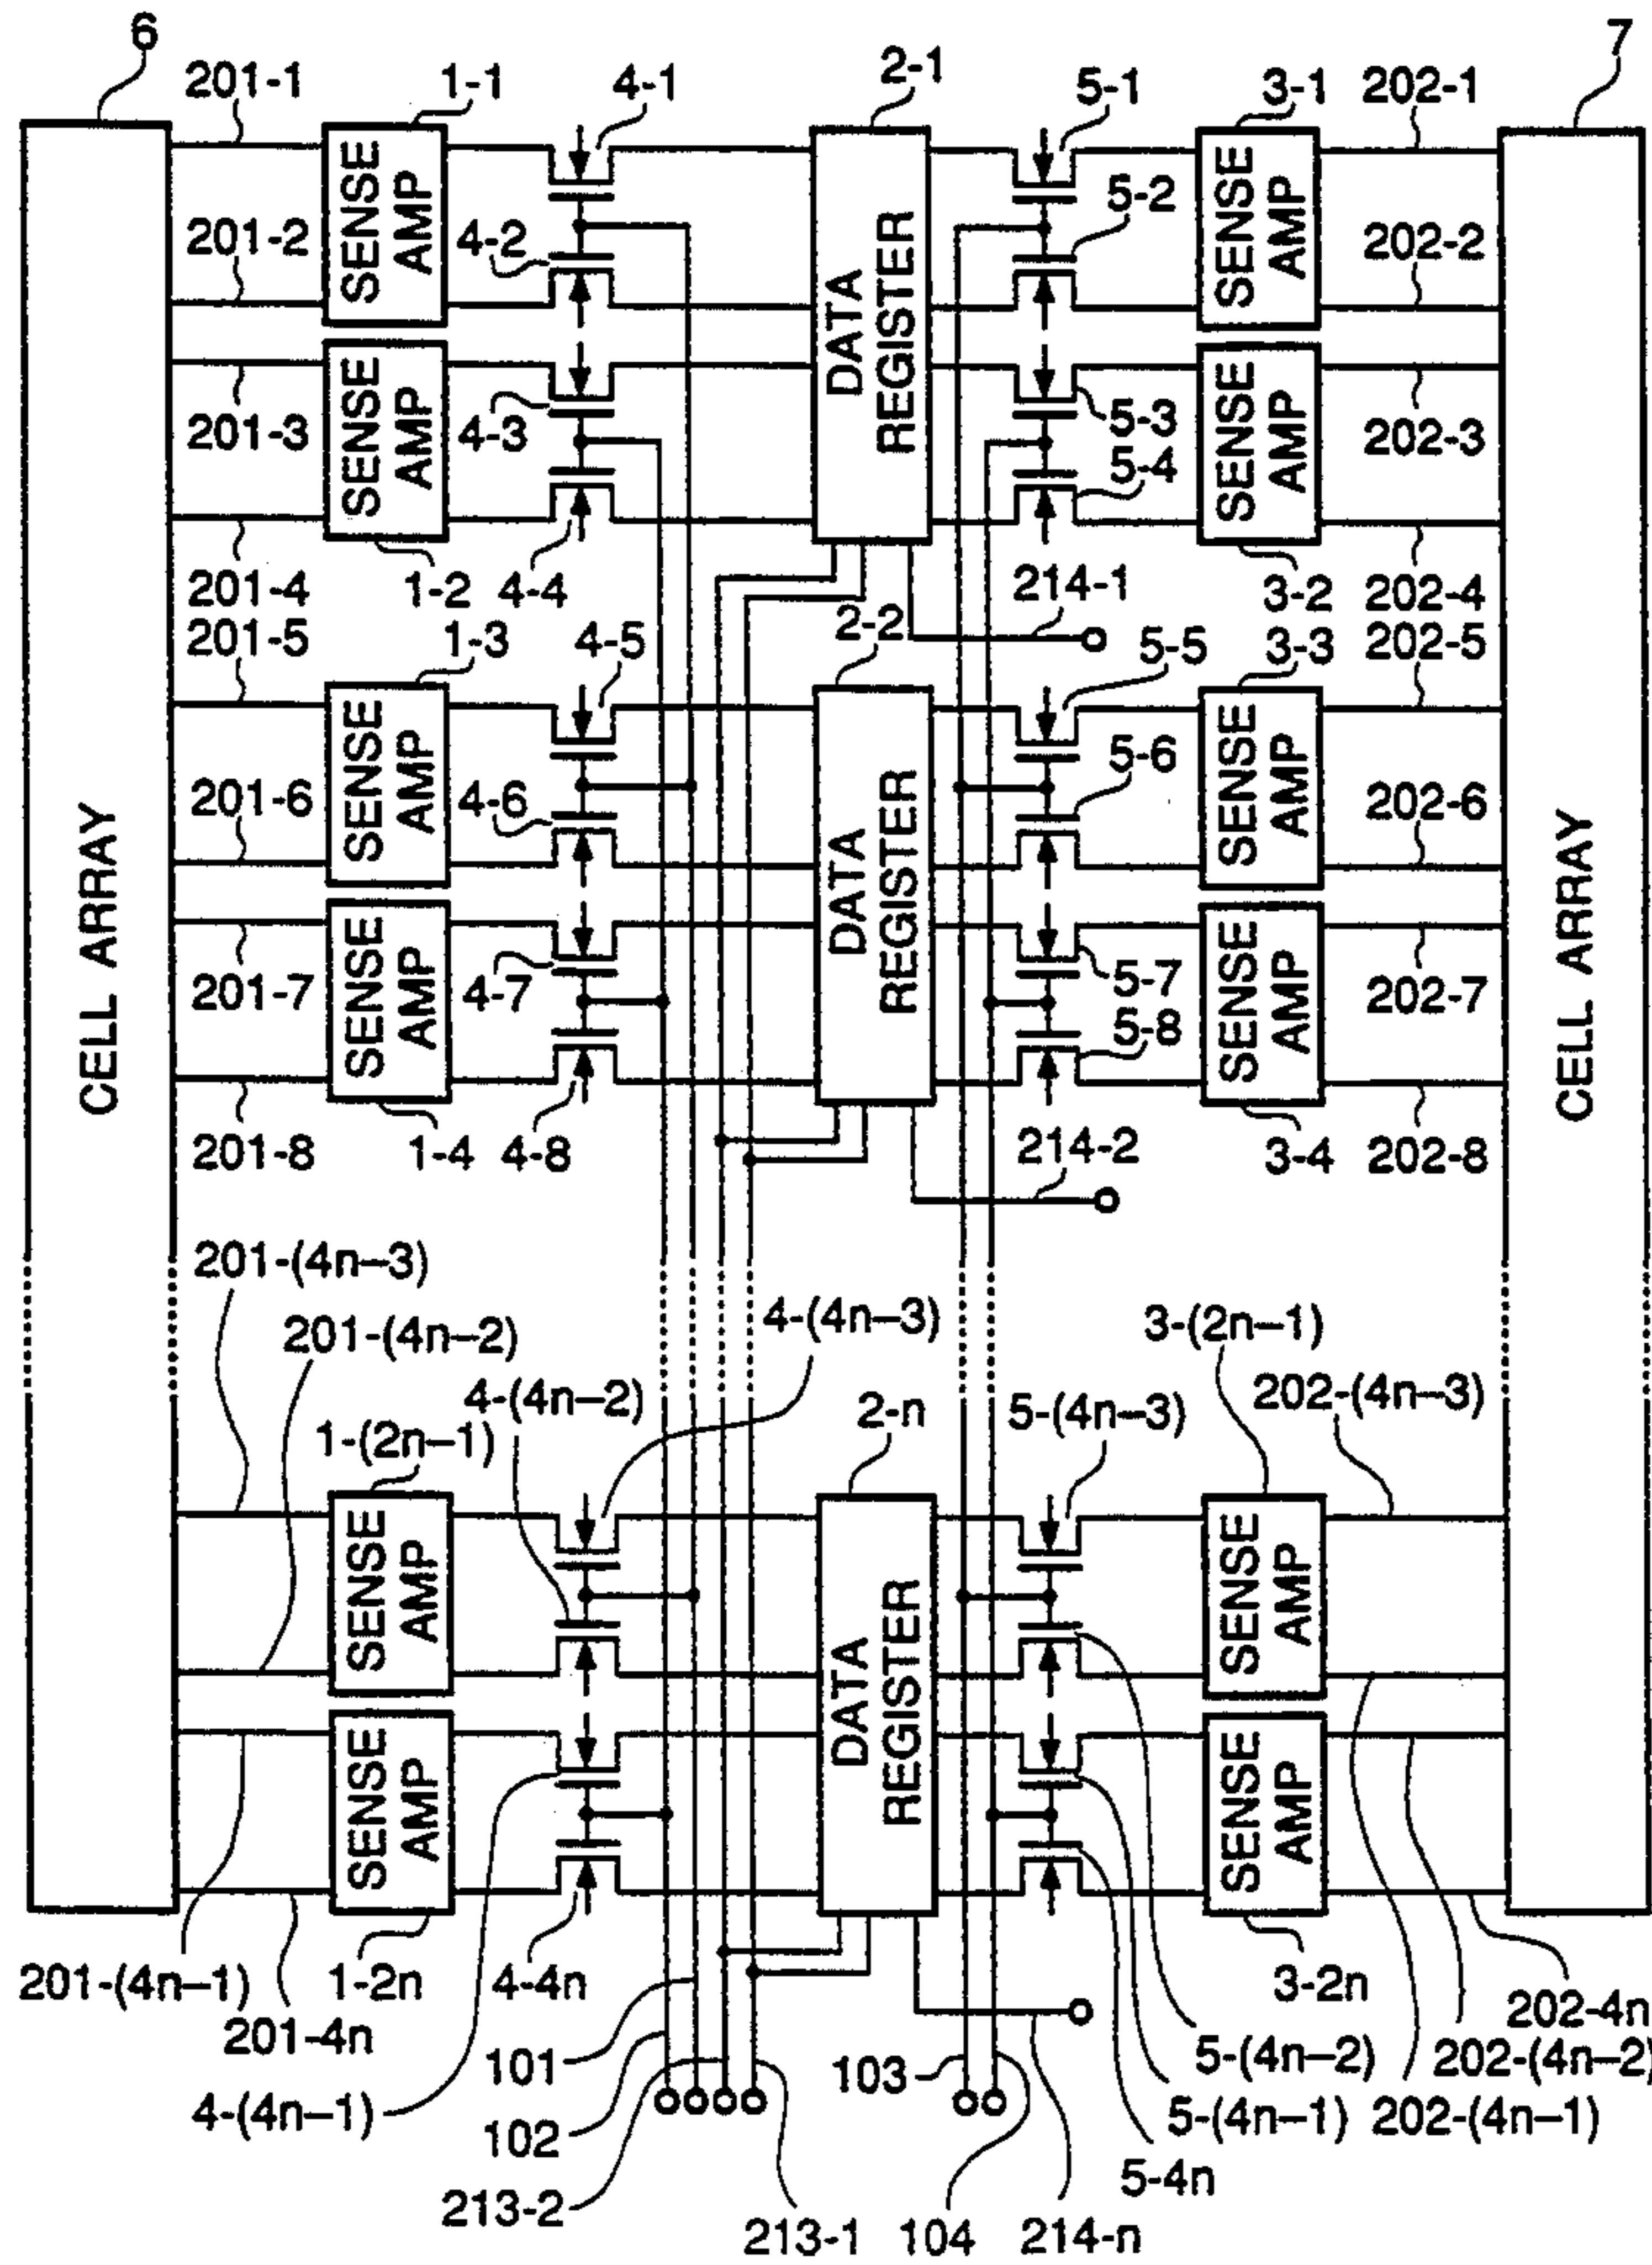 6
7
201-1
1-1
4-1
2-1
5-1
3-1
202-1
SENSE
AMP
201-2
4-2
5-2
SENSE
AMP
202-2
DATA
REGISTER
SENSE
AMP
201-3
4-3
5-3
5-4
SENSE
AMP
202-3
201-4
1-2
4-4
214-1
3-2
202-4
201-5
1-3
4-5
2-2
5-5
3-3
202-5
SENSE
AMP
201-6
4-6
5-6
SENSE
AMP
202-6
CELL ARRAY
DATA
REGISTER
CELL ARRAY
SENSE
AMP
201-7
4-7
5-7
5-8
SENSE
AMP
202-7
201-8
1-4
4-8
214-2
3-4
202-8
201-(4n–3)
201-(4n–2)
4-(4n–3)
3-(2n–1)
4-(4n–2)
2-n
5-(4n–3)
202-(4n–3)
1-(2n–1)
SENSE
AMP
SENSE
AMP
DATA
REGISTER
SENSE
AMP
SENSE
AMP
201-(4n–1)
1-2n
4-4n
3-2n
202-4n
201-4n
101
103
5-(4n–2)
202-(4n–2)
4-(4n–1)
102
5-(4n–1)
202-(4n–1)
5-4n
213-2
213-1
104
214-n